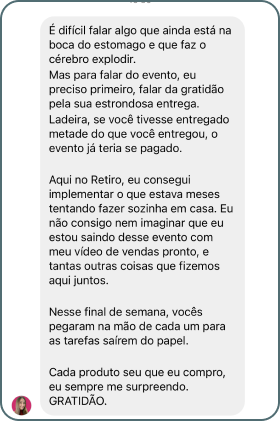 É difícil falar algo que ainda está na
boca do estomago e que faz o
cérebro explodir.
Mas para falar do evento, eu
preciso primeiro, falar da gratidão
pela sua estrondosa entrega.
Ladeira, se você tivesse entregado
metade do que você entregou, o
evento já teria se pagado.
Aqui no Retiro, eu consegui
implementar o que estava meses
tentando fazer sozinha em casa. Eu
não consigo nem imaginar que eu
estou saindo desse evento com
meu vídeo de vendas pronto, e
tantas outras coisas que fizemos
aqui juntos.
Nesse final de semana, vocês
pegaram na mão de cada um para
as tarefas saírem do papel.
Cada produto seu que eu compro,
eu sempre me surpreendo.
GRATIDÃO.